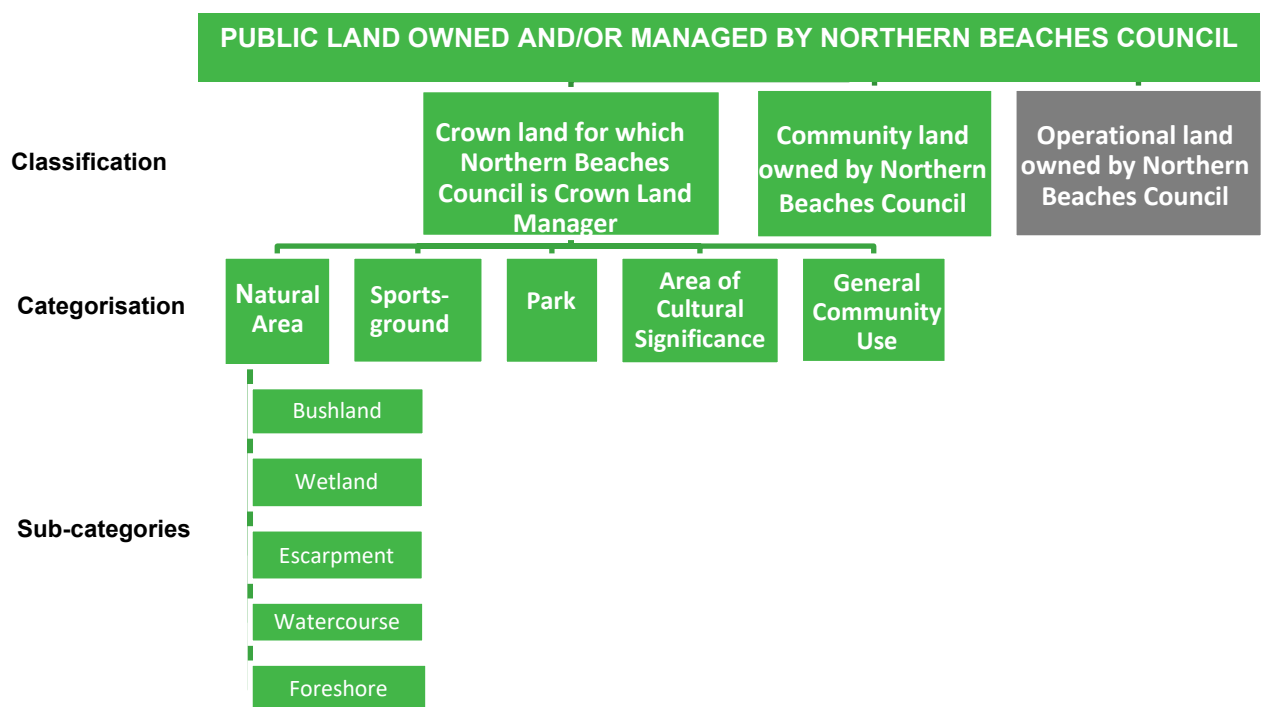 PUBLIC LAND OWNED AND/OR MANAGED BY NORTHERN BEACHES COUNCIL
Classification
Crown land for which
Northern Beaches
Council is Crown Land
Manager
Community land
owned by Northern
Beaches Council
Operational land
owned by Northern
Beaches Council
Categorisation
Natural
Area
Sports-
ground
Park
Area of
Cultural
Significance
General
Community
Use
Sub-categories
Bushland
Wetland
Escarpment
Watercourse
Foreshore